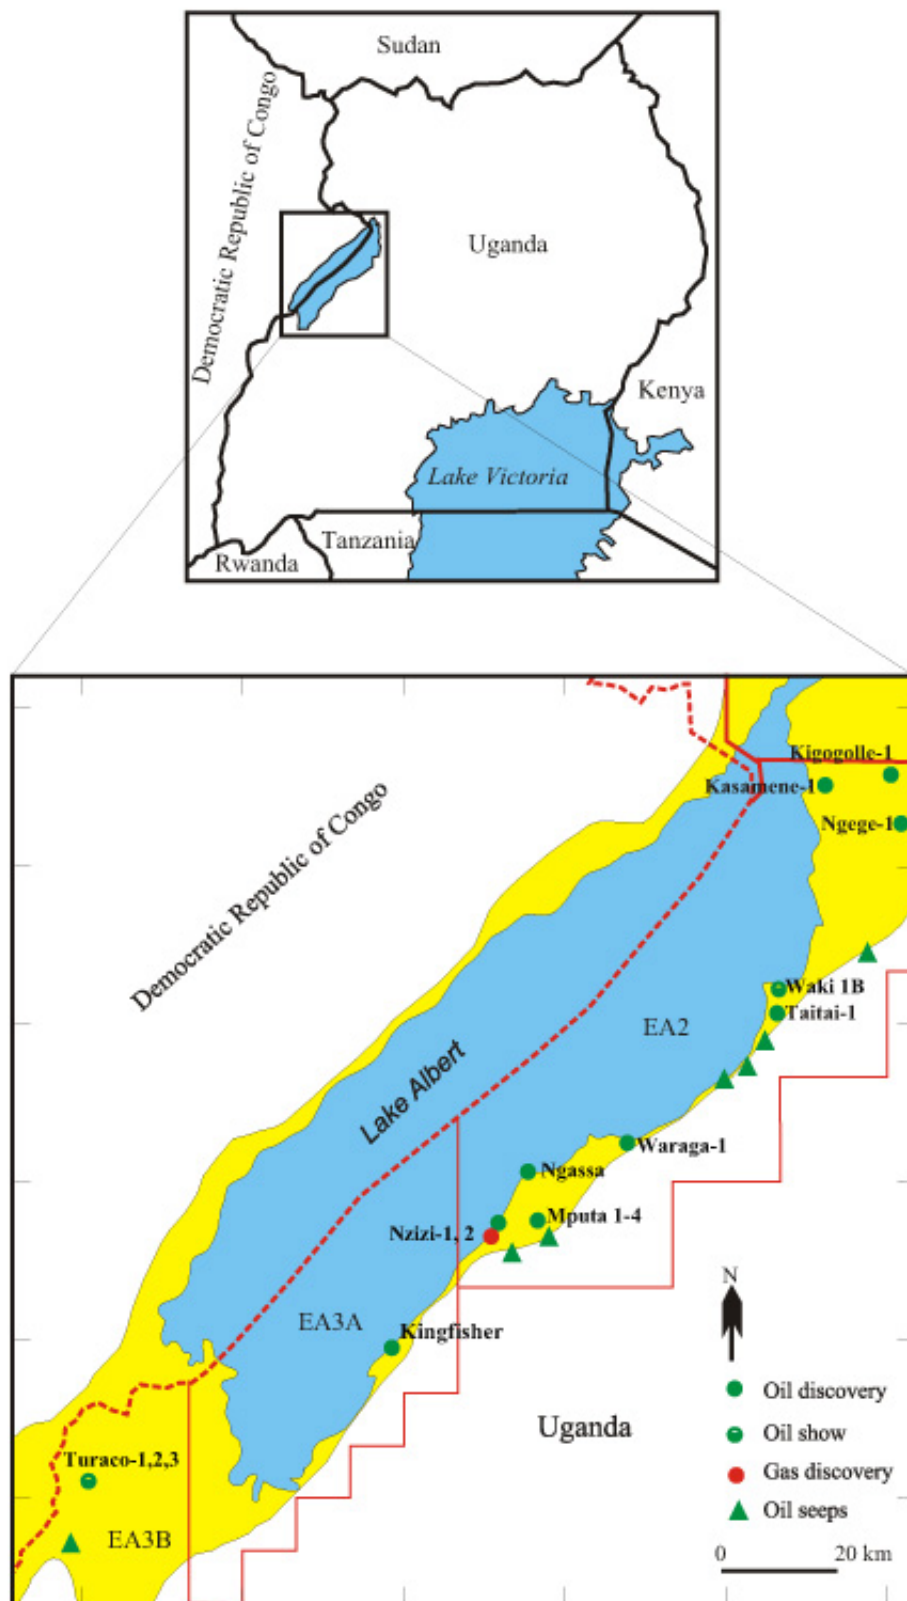 Sudan
Democratic Republic of Congo
Uganda
Kenya
Lake Victoria
Tanzania
Rwanda
Kigogolle-1
Kasamene-1
Ngege-1
Democratic Republic of Congo
Waki 1B
Taitai-1
EA2
Lake Albert
Waraga-1
Ngassa
Mputa 1-4
Nzizi-1, 2
N
EA3A
Kingfisher
Oil discovery
Uganda
Oil show
Turaco-1,2,3
Gas discovery
Oil seeps
EA3B
0 20 km